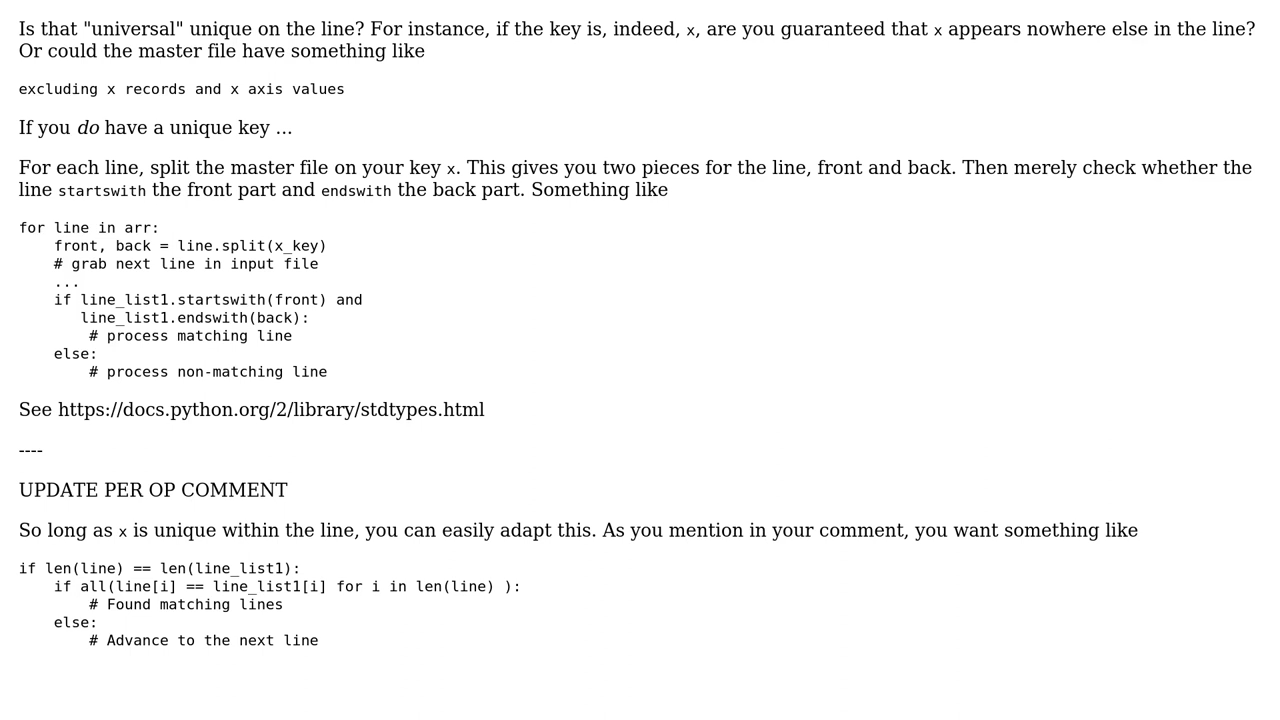 Is that "universal" unique on the line? For instance, if the key is, indeed, x, are you guaranteed that x appears nowhere else in the line?
Or could the master file have something like
excluding x records and x axis values
If you do have a unique key ...
For each line, split the master file on your key x. This gives you two pieces for the line, front and back. Then merely check whether the
line startswith the front part and endswith the back part. Something like
for line in arr:
    front, back = line.split(x_key)
    # grab next line in input file
    ...
    if line_list1.startswith(front) and
       line_list1.endswith(back):
        # process matching line
    else:
        # process non-matching line
See https://docs.python.org/2/library/stdtypes.html
----
UPDATE PER OP COMMENT
So long as x is unique within the line, you can easily adapt this. As you mention in your comment, you want something like
if len(line) == len(line_list1):
    if all(line[i] == line_list1[i] for i in len(line) ):
        # Found matching lines
    else:
        # Advance to the next line